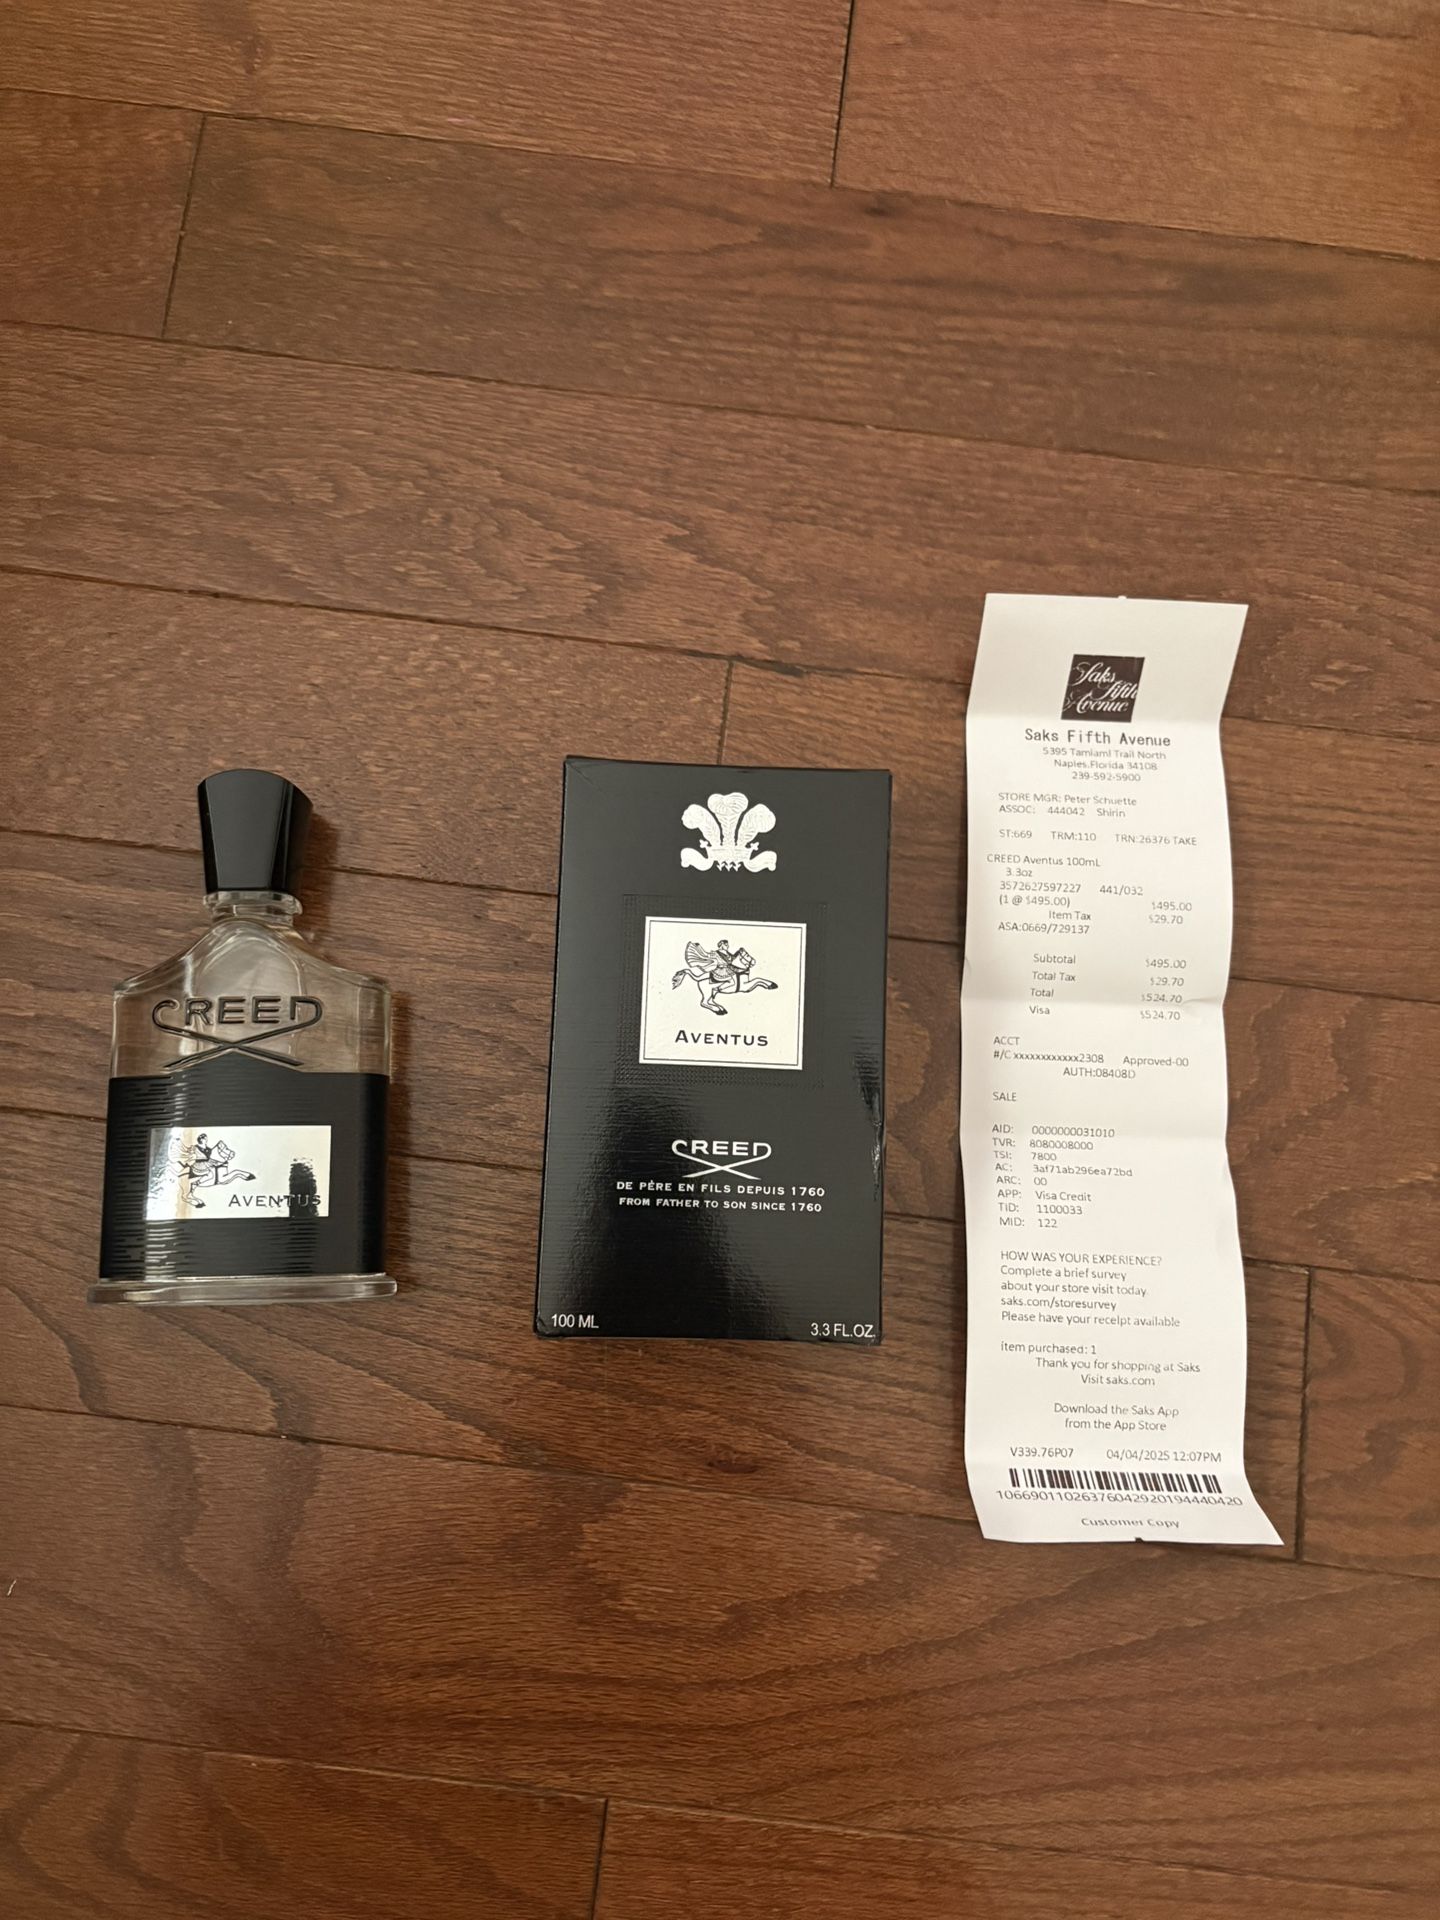 CREED
AVENTUS
AVENTUS
CREED
DE PÈRE EN FILS DEPUIS 1760
FROM FATHER TO SON SINCE 1760
100 ML
3.3 FL.OZ.
Saks
Fifth
Avenue
Saks Fifth Avenue
5395 Tamiaml Trail North
Naples.Florida 34108
239-592-5900
STORE MGR: Peter Schuette
ASSOC: 444042 Shirin
ST:669 TRM:110 TRN:26376 TAKE
CREED Aventus 100mL
3.3oz
3572627597227 441/032
(1 @ $495.00) $495.00
Item Tax $29.70
ASA:0669/729137
Subtotal $495.00
Total Tax $29.70
Total $524.70
Visa $524.70
ACCT
#/C xxxxxxxxxxxx2308 Approved-00
AUTH:08408D
SALE
AID: 0000000031010
TVR: 8080008000
TSI: 7800
AC: 3af71ab296ea72bd
ARC: 00
APP: Visa Credit
TID: 1100033
MID: 122
HOW WAS YOUR EXPERIENCE?
Complete a brief survey
about your store visit today.
saks.com/storesurvey
Please have your recelpt available
item purchased: 1
Thank you for shopping at Saks
Visit saks.com
Download the Saks App
from the App Store
V339.76P07 04/04/2025 12:07PM
10669011026376042920194440420
Customer Copy